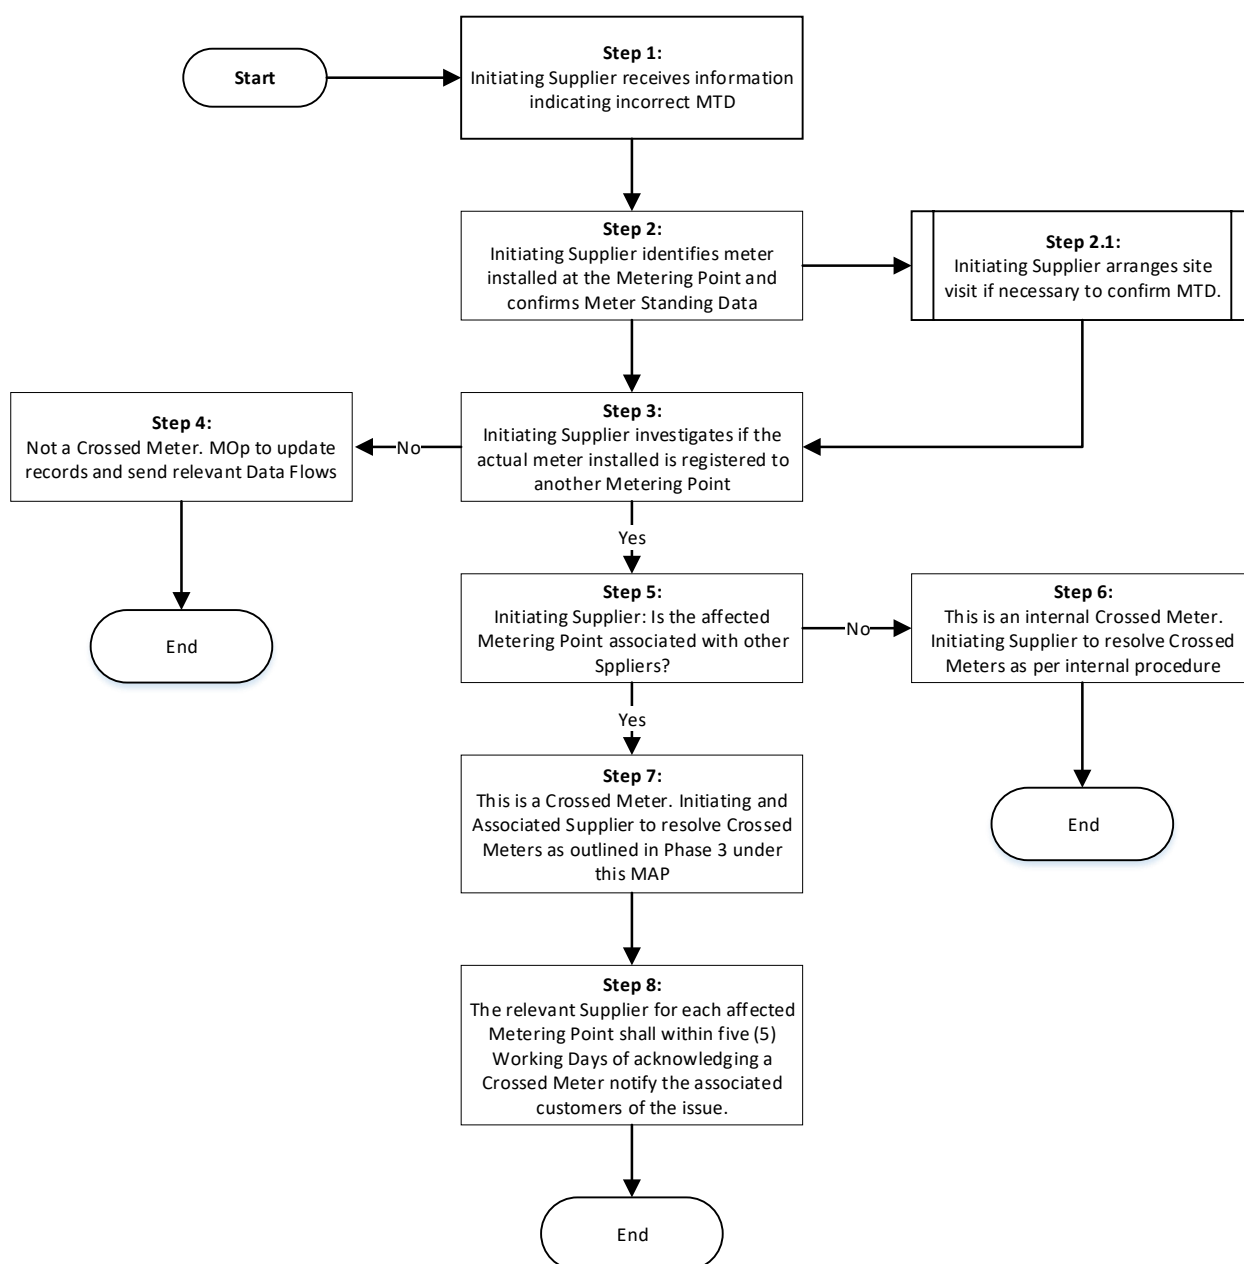 Start
Step 1:
Initiating Supplier receives information
indicating incorrect MTD
Step 2:
Initiating Supplier identifies meter
installed at the Metering Point and
confirms Meter Standing Data
Step 2.1:
Initiating Supplier arranges site
visit if necessary to confirm MTD.
Step 3:
Initiating Supplier investigates if the
actual meter installed is registered to
another Metering Point
No
Step 4:
Not a Crossed Meter. MOp to update
records and send relevant Data Flows
End
Yes
Step 5:
Initiating Supplier: Is the affected
Metering Point associated with other
Sppliers?
No
Step 6:
This is an internal Crossed Meter.
Initiating Supplier to resolve Crossed
Meters as per internal procedure
End
Yes
Step 7:
This is a Crossed Meter. Initiating and
Associated Supplier to resolve Crossed
Meters as outlined in Phase 3 under
this MAP
Step 8:
The relevant Supplier for each affected
Metering Point shall within five (5)
Working Days of acknowledging a
Crossed Meter notify the associated
customers of the issue.
End